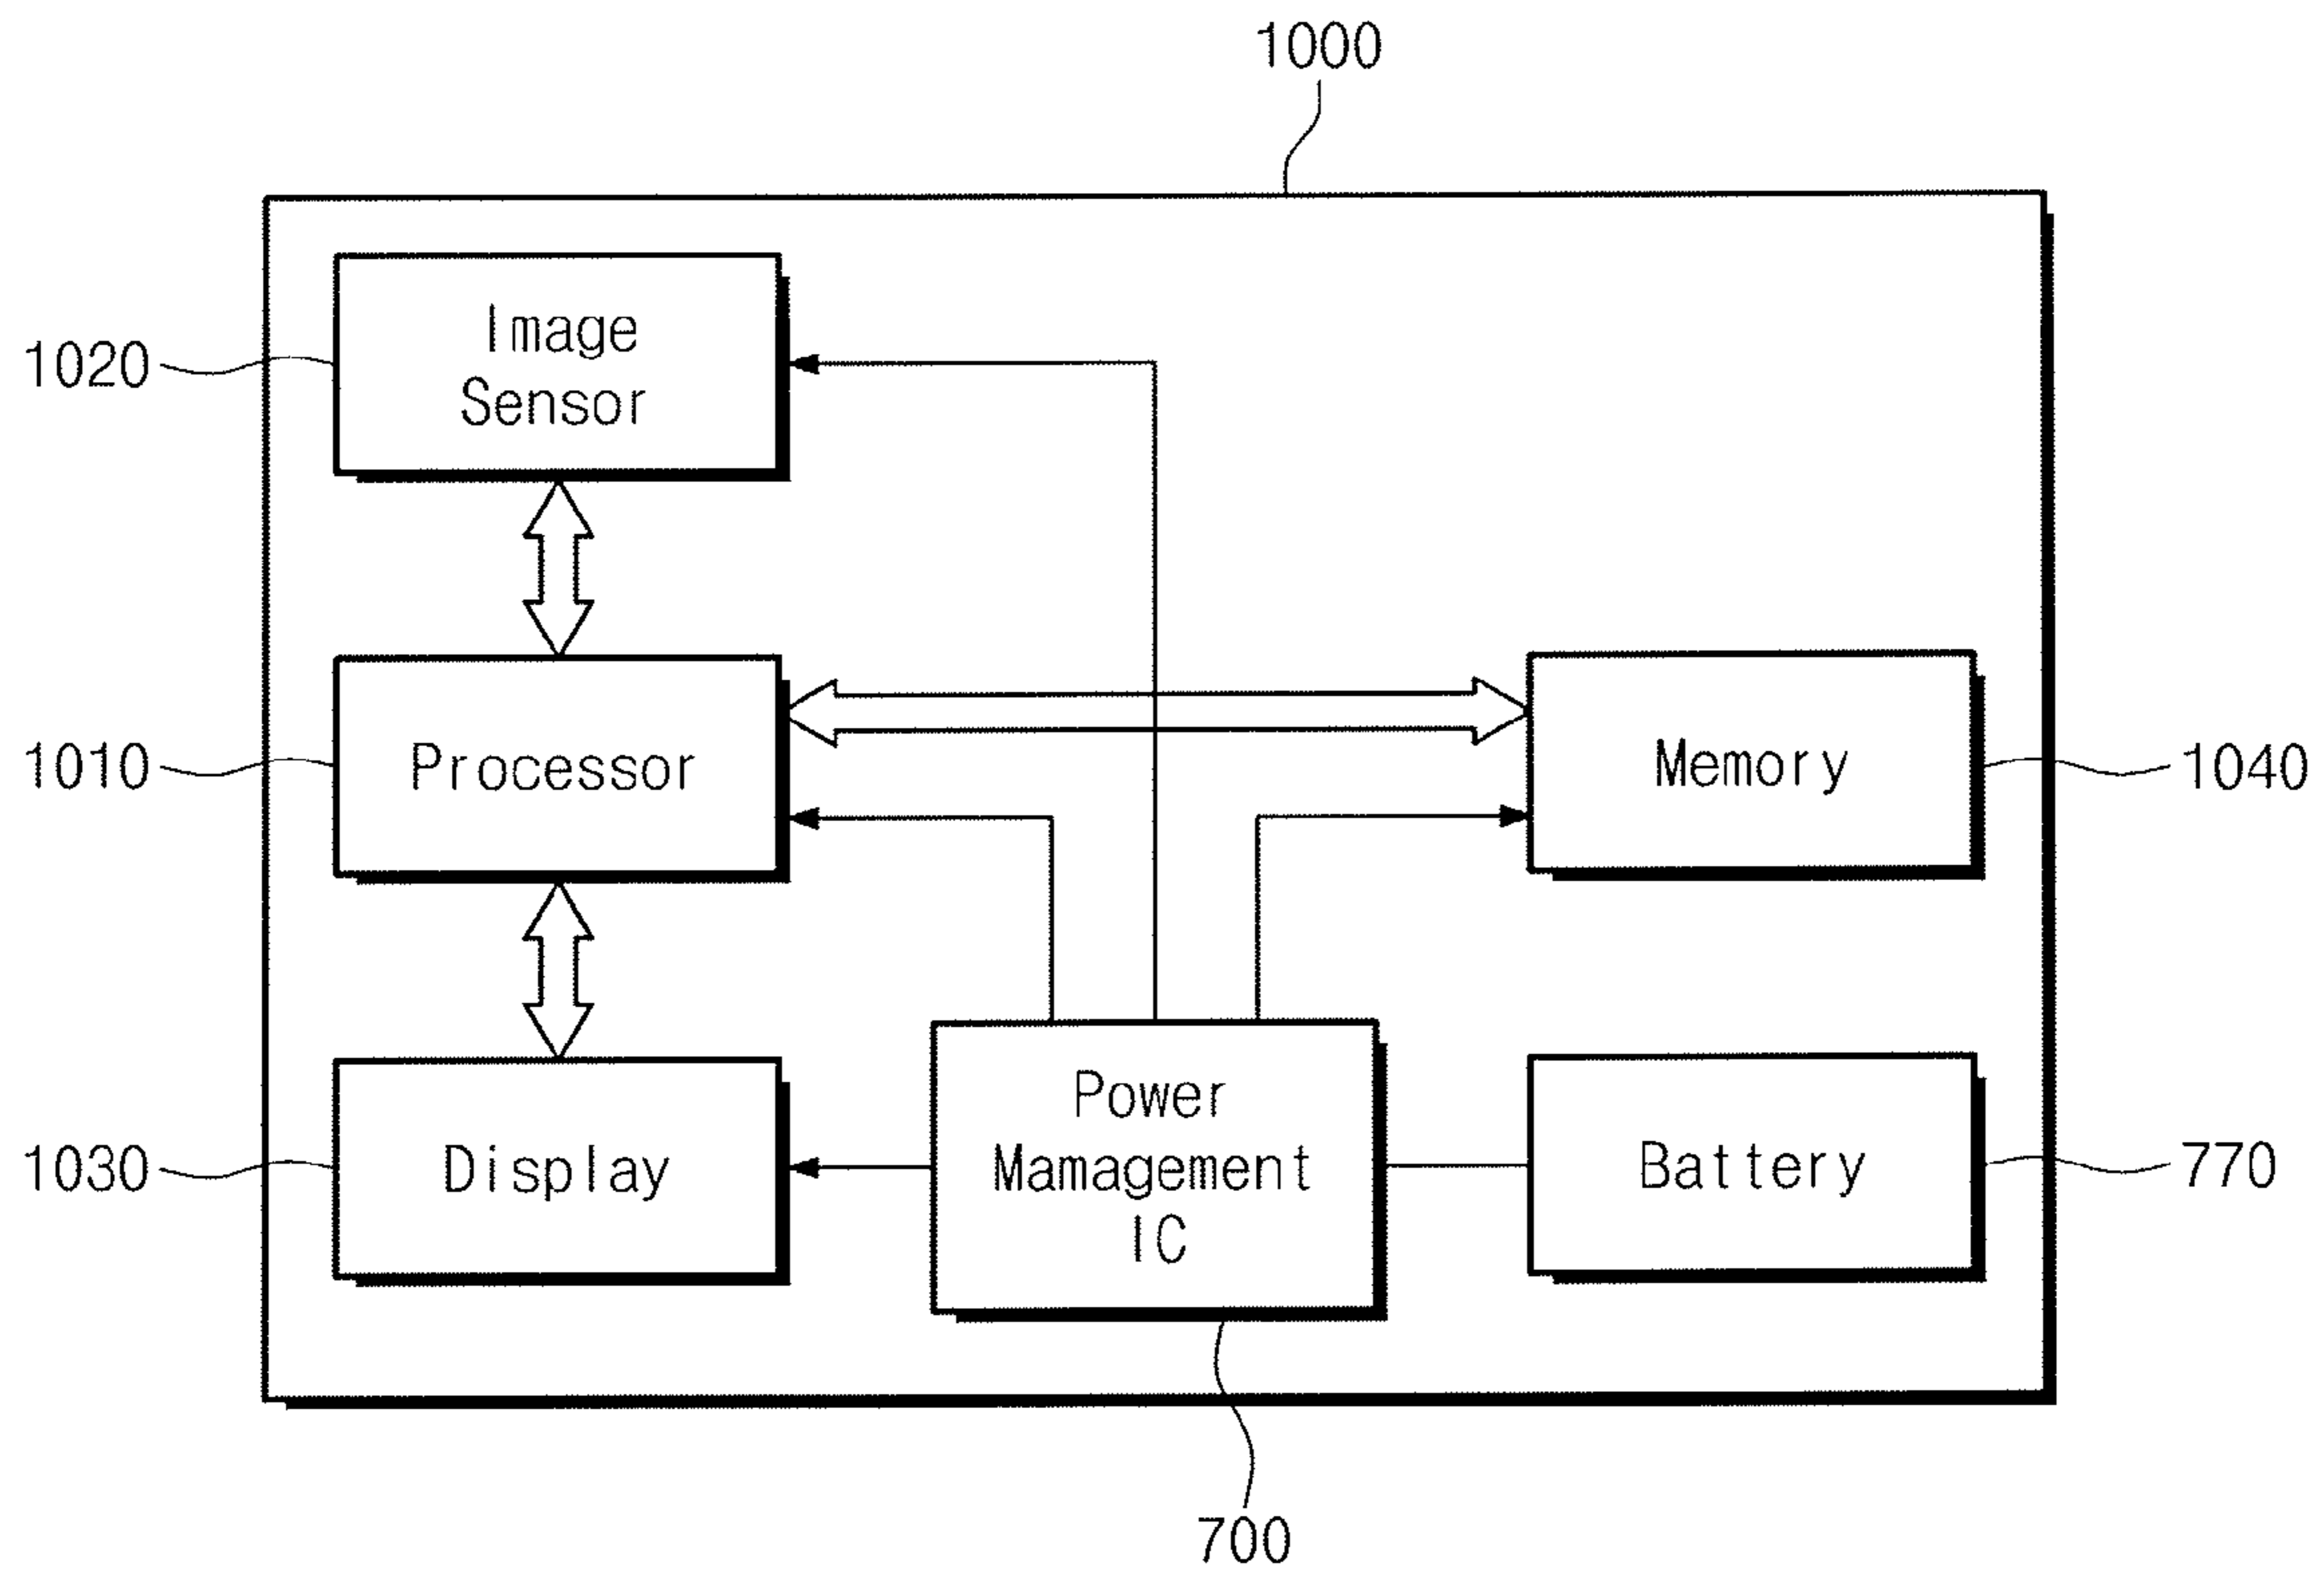 1000
Image
Sensor
1020
Processor
1010
Memory
1040
Display
1030
Power
Mamagement
IC
Battery
770
700